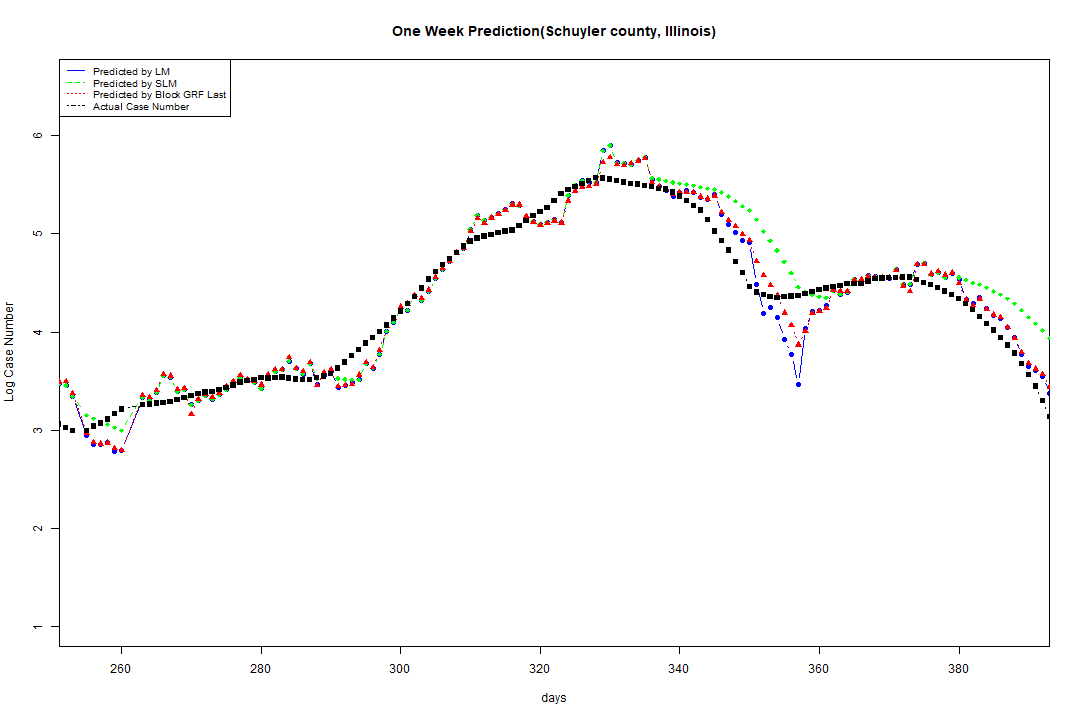 One Week Prediction(Schuyler county, Illinois)
Predicted by LM
Predicted by SLM
Predicted by Block GRF Last
Actual Case Number
6
5
4
3
2
1
Log Case Number
260 280 300 320 340 360 380
days